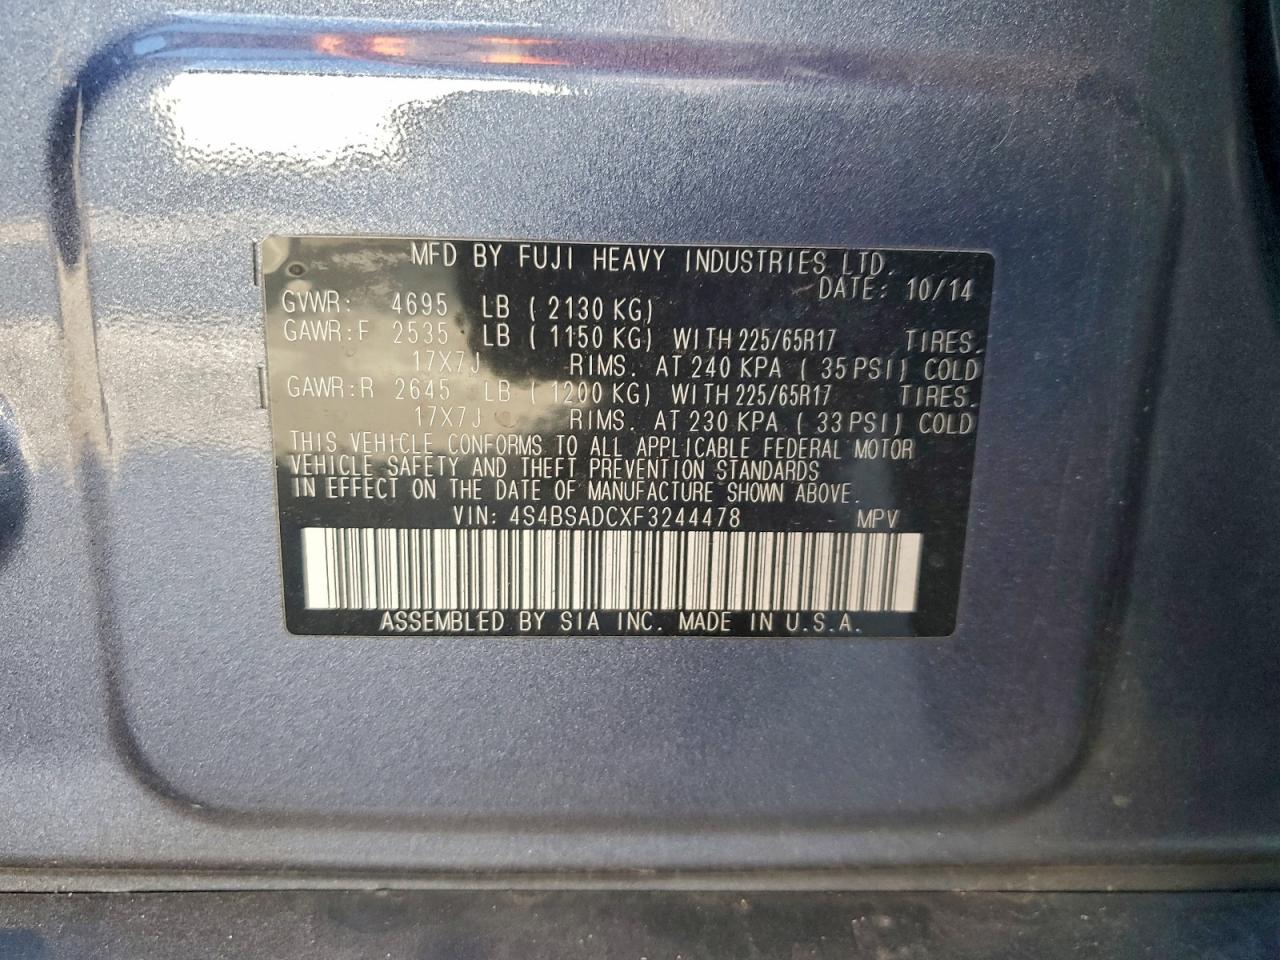 MFD BY FUJI HEAVY INDUSTRIES LTD.
DATE: 10/14
GVWR: 4695 LB ( 2130 KG)
GAWR:F 2535 LB ( 1150 KG) WITH 225/65R17 TIRES.
17X7J RIMS. AT 240 KPA ( 35 PSI) COLD
GAWR:R 2645 LB ( 1200 KG) WITH 225/65R17 TIRES.
17X7J RIMS. AT 230 KPA ( 33 PSI) COLD
THIS VEHICLE CONFORMS TO ALL APPLICABLE FEDERAL MOTOR
VEHICLE SAFETY AND THEFT PREVENTION STANDARDS
IN EFFECT ON THE DATE OF MANUFACTURE SHOWN ABOVE.
VIN: 4S4BSADCXF3244478 MPV
ASSEMBLED BY SIA INC. MADE IN U.S.A.